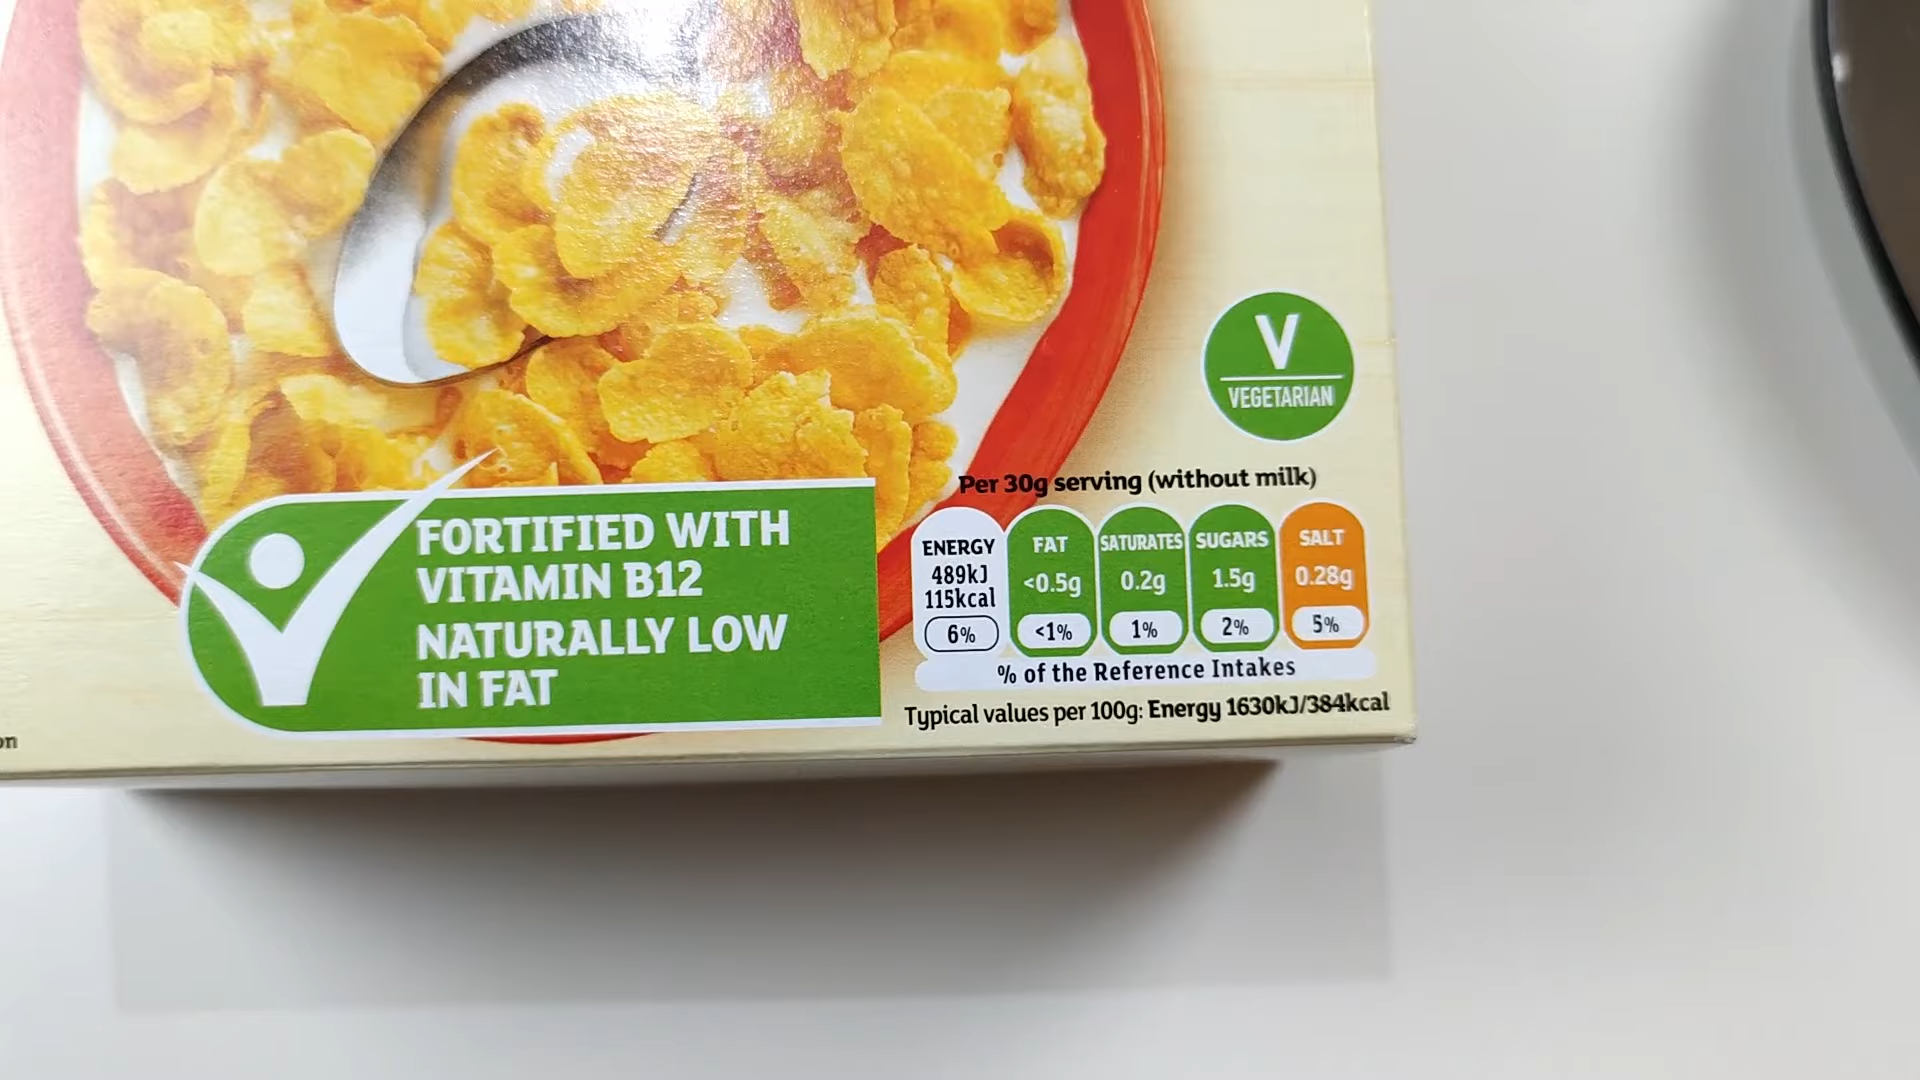 V
VEGETARIAN
Per 30g serving (without milk)
ENERGY
489kJ
115kcal
6%
FAT
<0.5g
<1%
SATURATES
0.2g
1%
SUGARS
1.5g
2%
SALT
0.28g
5%
% of the Reference Intakes
Typical values per 100g: Energy 1630kJ/384kcal
FORTIFIED WITH
VITAMIN B12
NATURALLY LOW
IN FAT